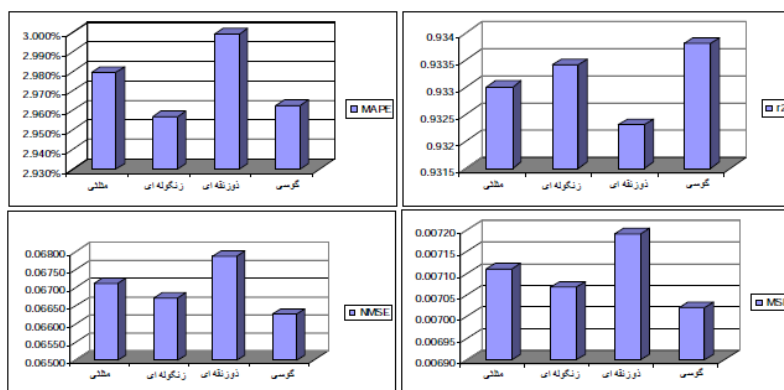 3.000%
2.990%
2.980%
2.970%
2.960%
2.950%
2.940%
2.930%
مثلثی
زنگوله ای
ذوزنقه ای
گوسی
MAPE
0.934
0.9335
0.933
0.9325
0.932
0.9315
مثلثی
زنگوله ای
ذوزنقه ای
گوسی
r2
0.06800
0.06750
0.06700
0.06650
0.06600
0.06550
0.06500
مثلثی
زنگوله ای
ذوزنقه ای
گوسی
NMSE
0.00720
0.00715
0.00710
0.00705
0.00700
0.00695
0.00690
مثلثی
زنگوله ای
ذوزنقه ای
گوسی